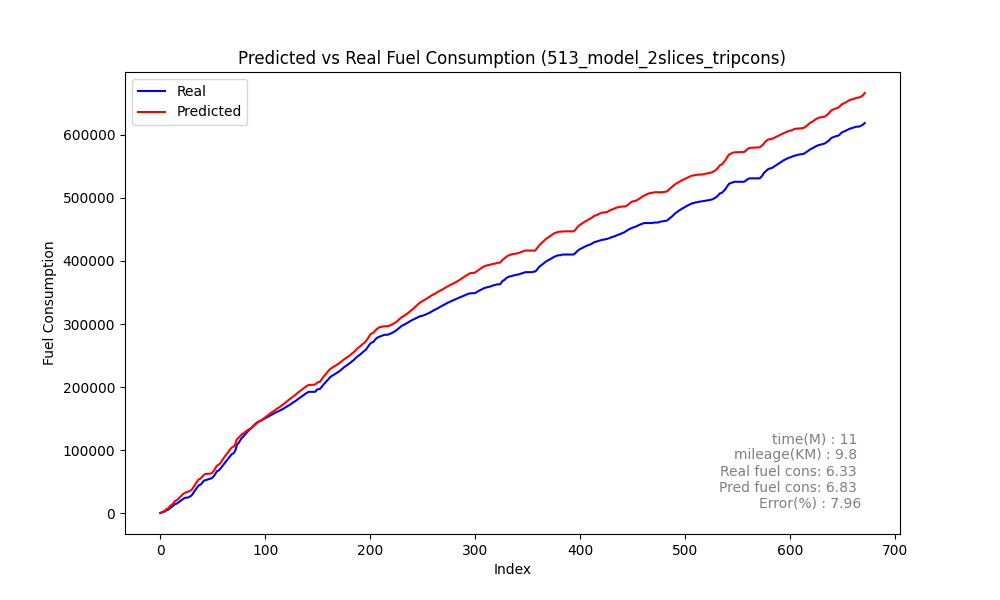 Predicted vs Real Fuel Consumption (513_model_2slices_tripcons)
Real
Predicted
Fuel Consumption
600000
500000
400000
300000
200000
100000
0
time(M) : 11
mileage(KM) : 9.8
Real fuel cons: 6.33
Pred fuel cons: 6.83
Error(%) : 7.96
0 100 200 300 400 500 600 700
Index